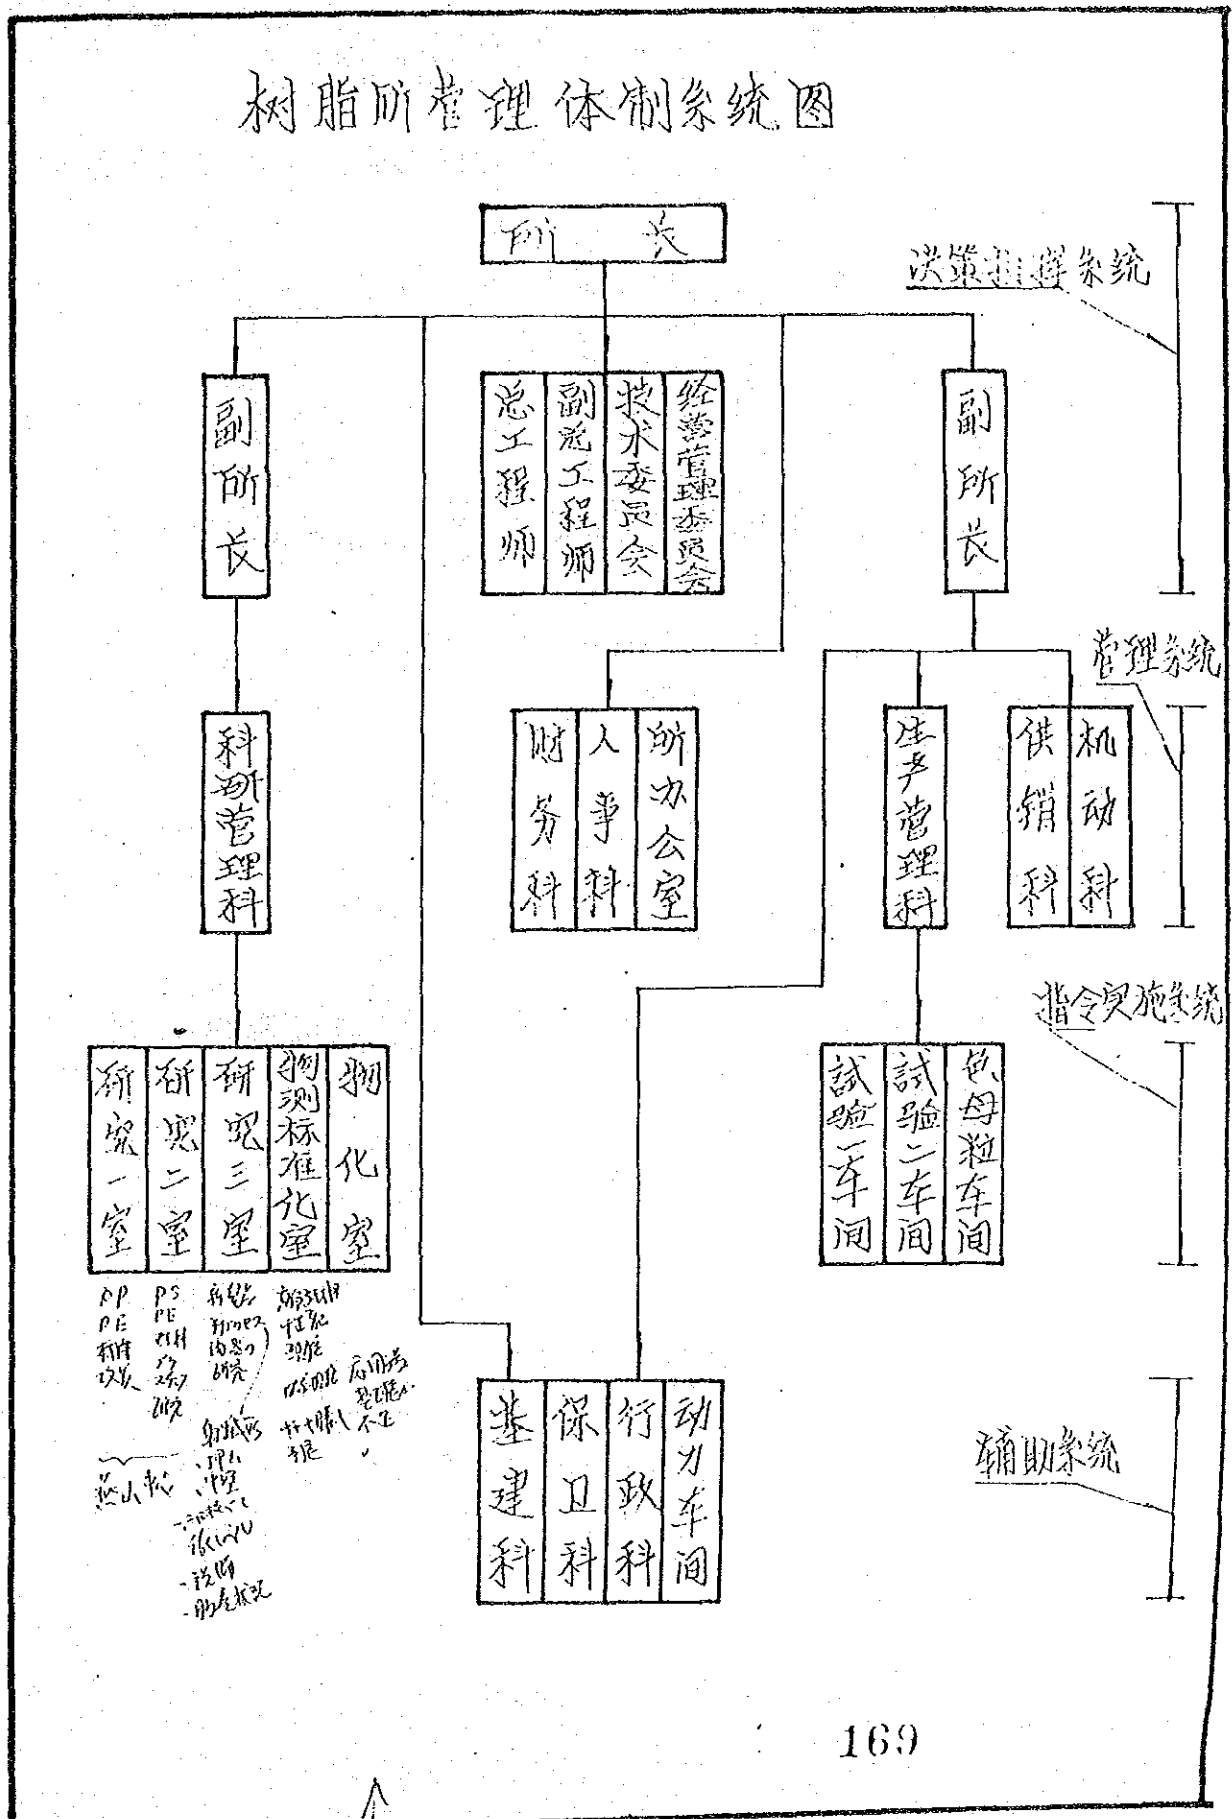 树脂所管理体制系统图
所 长
决策指挥系统
副所长
总工程师
副总工程师
技术委员会
经营管理委员会
副所长
管理系统
科研管理科
财务科
人事科
所办公室
生产管理科
供销科
机动科
指令实施系统
研究一室
研究二室
研究三室
物测标准化室
物化室
試验一车间
試验二车间
色母粒车间
PP
PE
PS
PE
基建科
保卫科
行政科
动力车间
辅助系统
169